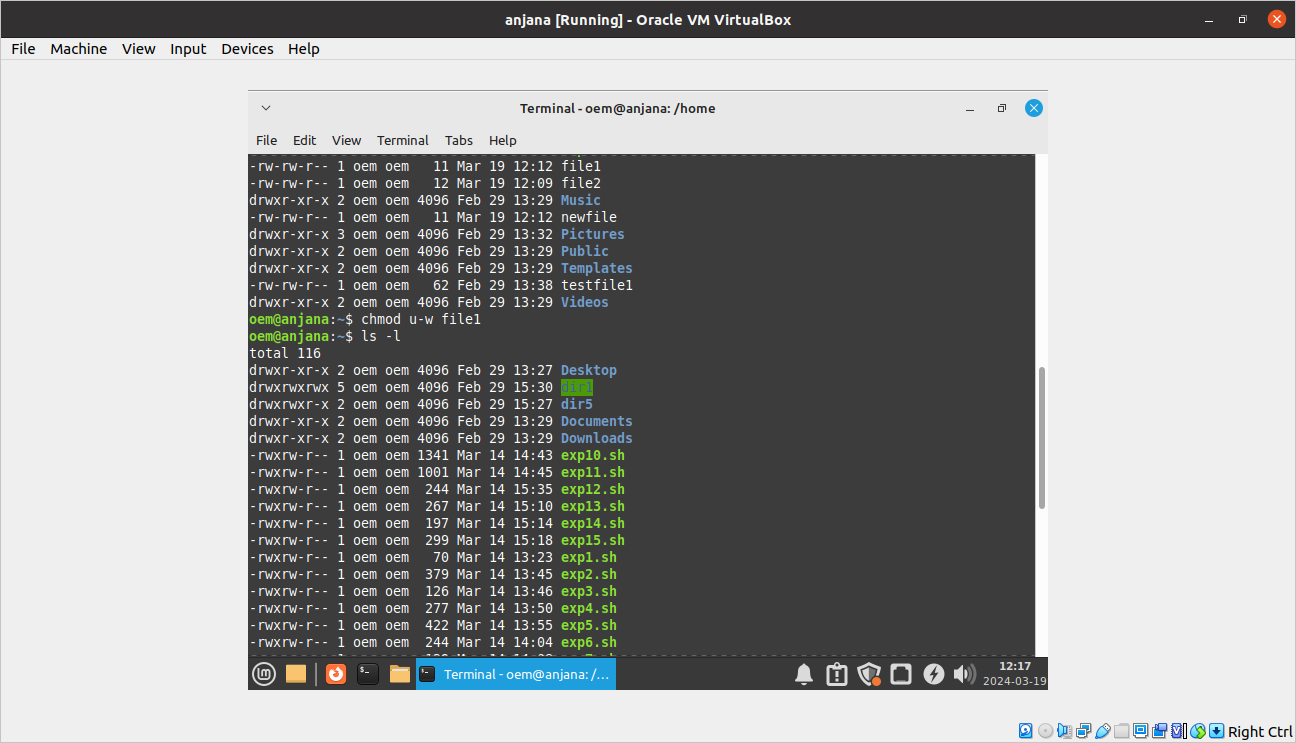 anjana [Running] - Oracle VM VirtualBox
File Machine View Input Devices Help
Terminal - oem@anjana: /home
File Edit View Terminal Tabs Help
-rw-rw-r-- 1 oem oem   11 Mar 19 12:12 file1
-rw-rw-r-- 1 oem oem   12 Mar 19 12:09 file2
drwxr-xr-x 2 oem oem 4096 Feb 29 13:29 Music
-rw-rw-r-- 1 oem oem   11 Mar 19 12:12 newfile
drwxr-xr-x 3 oem oem 4096 Feb 29 13:32 Pictures
drwxr-xr-x 2 oem oem 4096 Feb 29 13:29 Public
drwxr-xr-x 2 oem oem 4096 Feb 29 13:29 Templates
-rw-rw-r-- 1 oem oem   62 Feb 29 13:38 testfile1
drwxr-xr-x 2 oem oem 4096 Feb 29 13:29 Videos
oem@anjana:~$ chmod u-w file1
oem@anjana:~$ ls -l
total 116
drwxr-xr-x 2 oem oem 4096 Feb 29 13:27 Desktop
drwxrwxrwx 5 oem oem 4096 Feb 29 15:30 dir1
drwxrwxr-x 2 oem oem 4096 Feb 29 15:27 dir5
drwxr-xr-x 2 oem oem 4096 Feb 29 13:29 Documents
drwxr-xr-x 2 oem oem 4096 Feb 29 13:29 Downloads
-rwxrw-r-- 1 oem oem 1341 Mar 14 14:43 exp10.sh
-rwxrw-r-- 1 oem oem 1001 Mar 14 14:45 exp11.sh
-rwxrw-r-- 1 oem oem  244 Mar 14 15:35 exp12.sh
-rwxrw-r-- 1 oem oem  267 Mar 14 15:10 exp13.sh
-rwxrw-r-- 1 oem oem  197 Mar 14 15:14 exp14.sh
-rwxrw-r-- 1 oem oem  299 Mar 14 15:18 exp15.sh
-rwxrw-r-- 1 oem oem   70 Mar 14 13:23 exp1.sh
-rwxrw-r-- 1 oem oem  379 Mar 14 13:45 exp2.sh
-rwxrw-r-- 1 oem oem  126 Mar 14 13:46 exp3.sh
-rwxrw-r-- 1 oem oem  277 Mar 14 13:50 exp4.sh
-rwxrw-r-- 1 oem oem  422 Mar 14 13:55 exp5.sh
-rwxrw-r-- 1 oem oem  244 Mar 14 14:04 exp6.sh
Terminal - oem@anjana: /...
12:17
2024-03-19
Right Ctrl